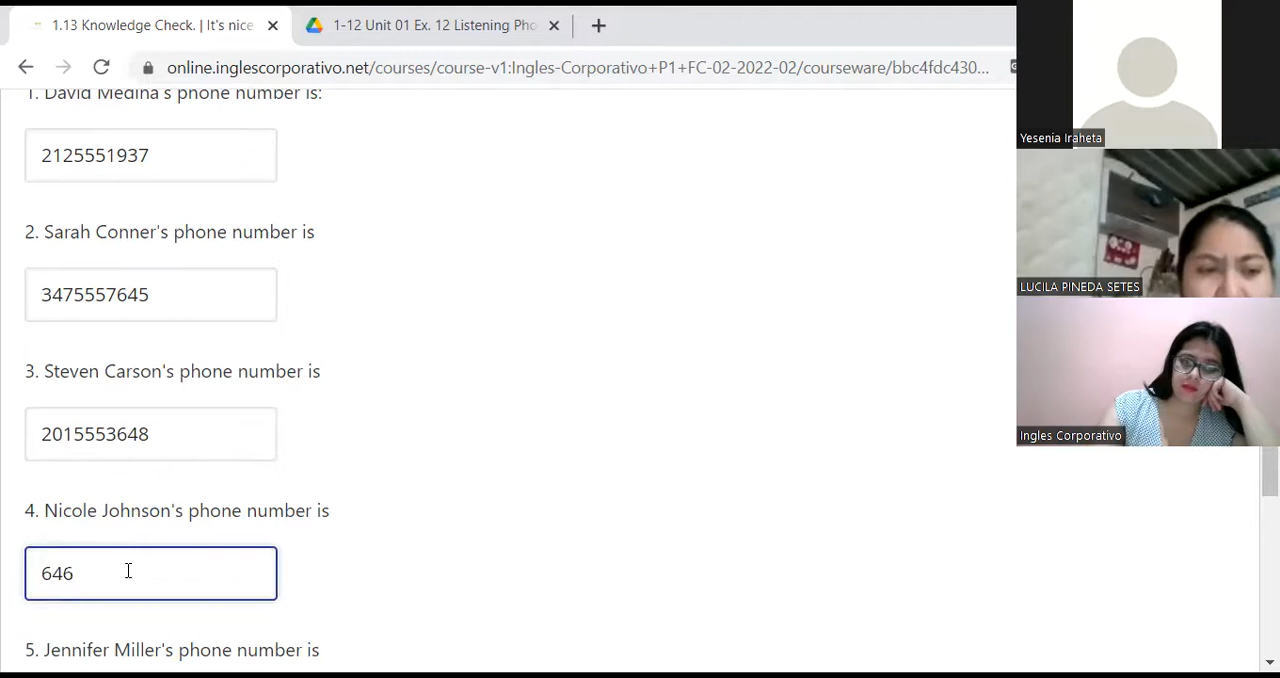 1.13 Knowledge Check. | It's nice
1-12 Unit 01 Ex. 12 Listening Pho
online.inglescorporativo.net/courses/course-v1:Ingles-Corporativo+P1+FC-02-2022-02/courseware/bbc4fdc430...
1. David Medina's phone number is:
2125551937
2. Sarah Conner's phone number is
3475557645
3. Steven Carson's phone number is
2015553648
4. Nicole Johnson's phone number is
646
5. Jennifer Miller's phone number is
Yesenia Iraheta
LUCILA PINEDA SETES
Ingles Corporativo